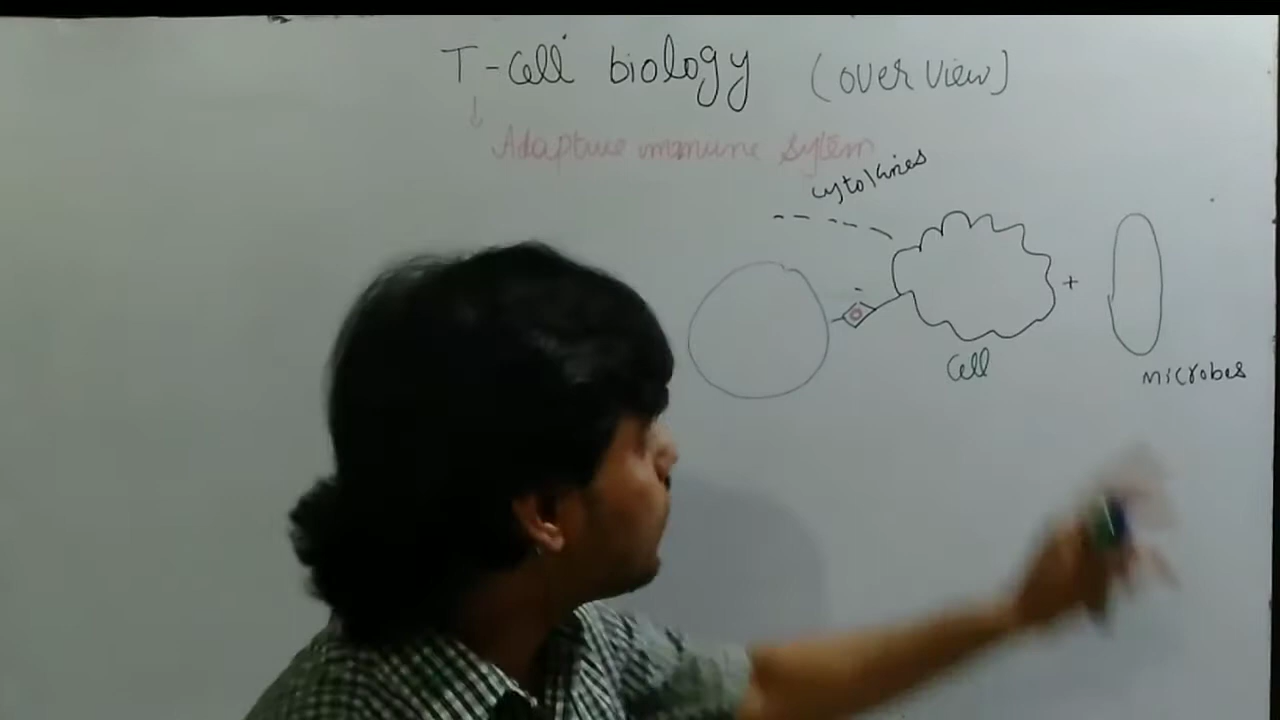 T-Cell biology (over view)
Adaptive immune system
cytokines
+
Cell
microbes